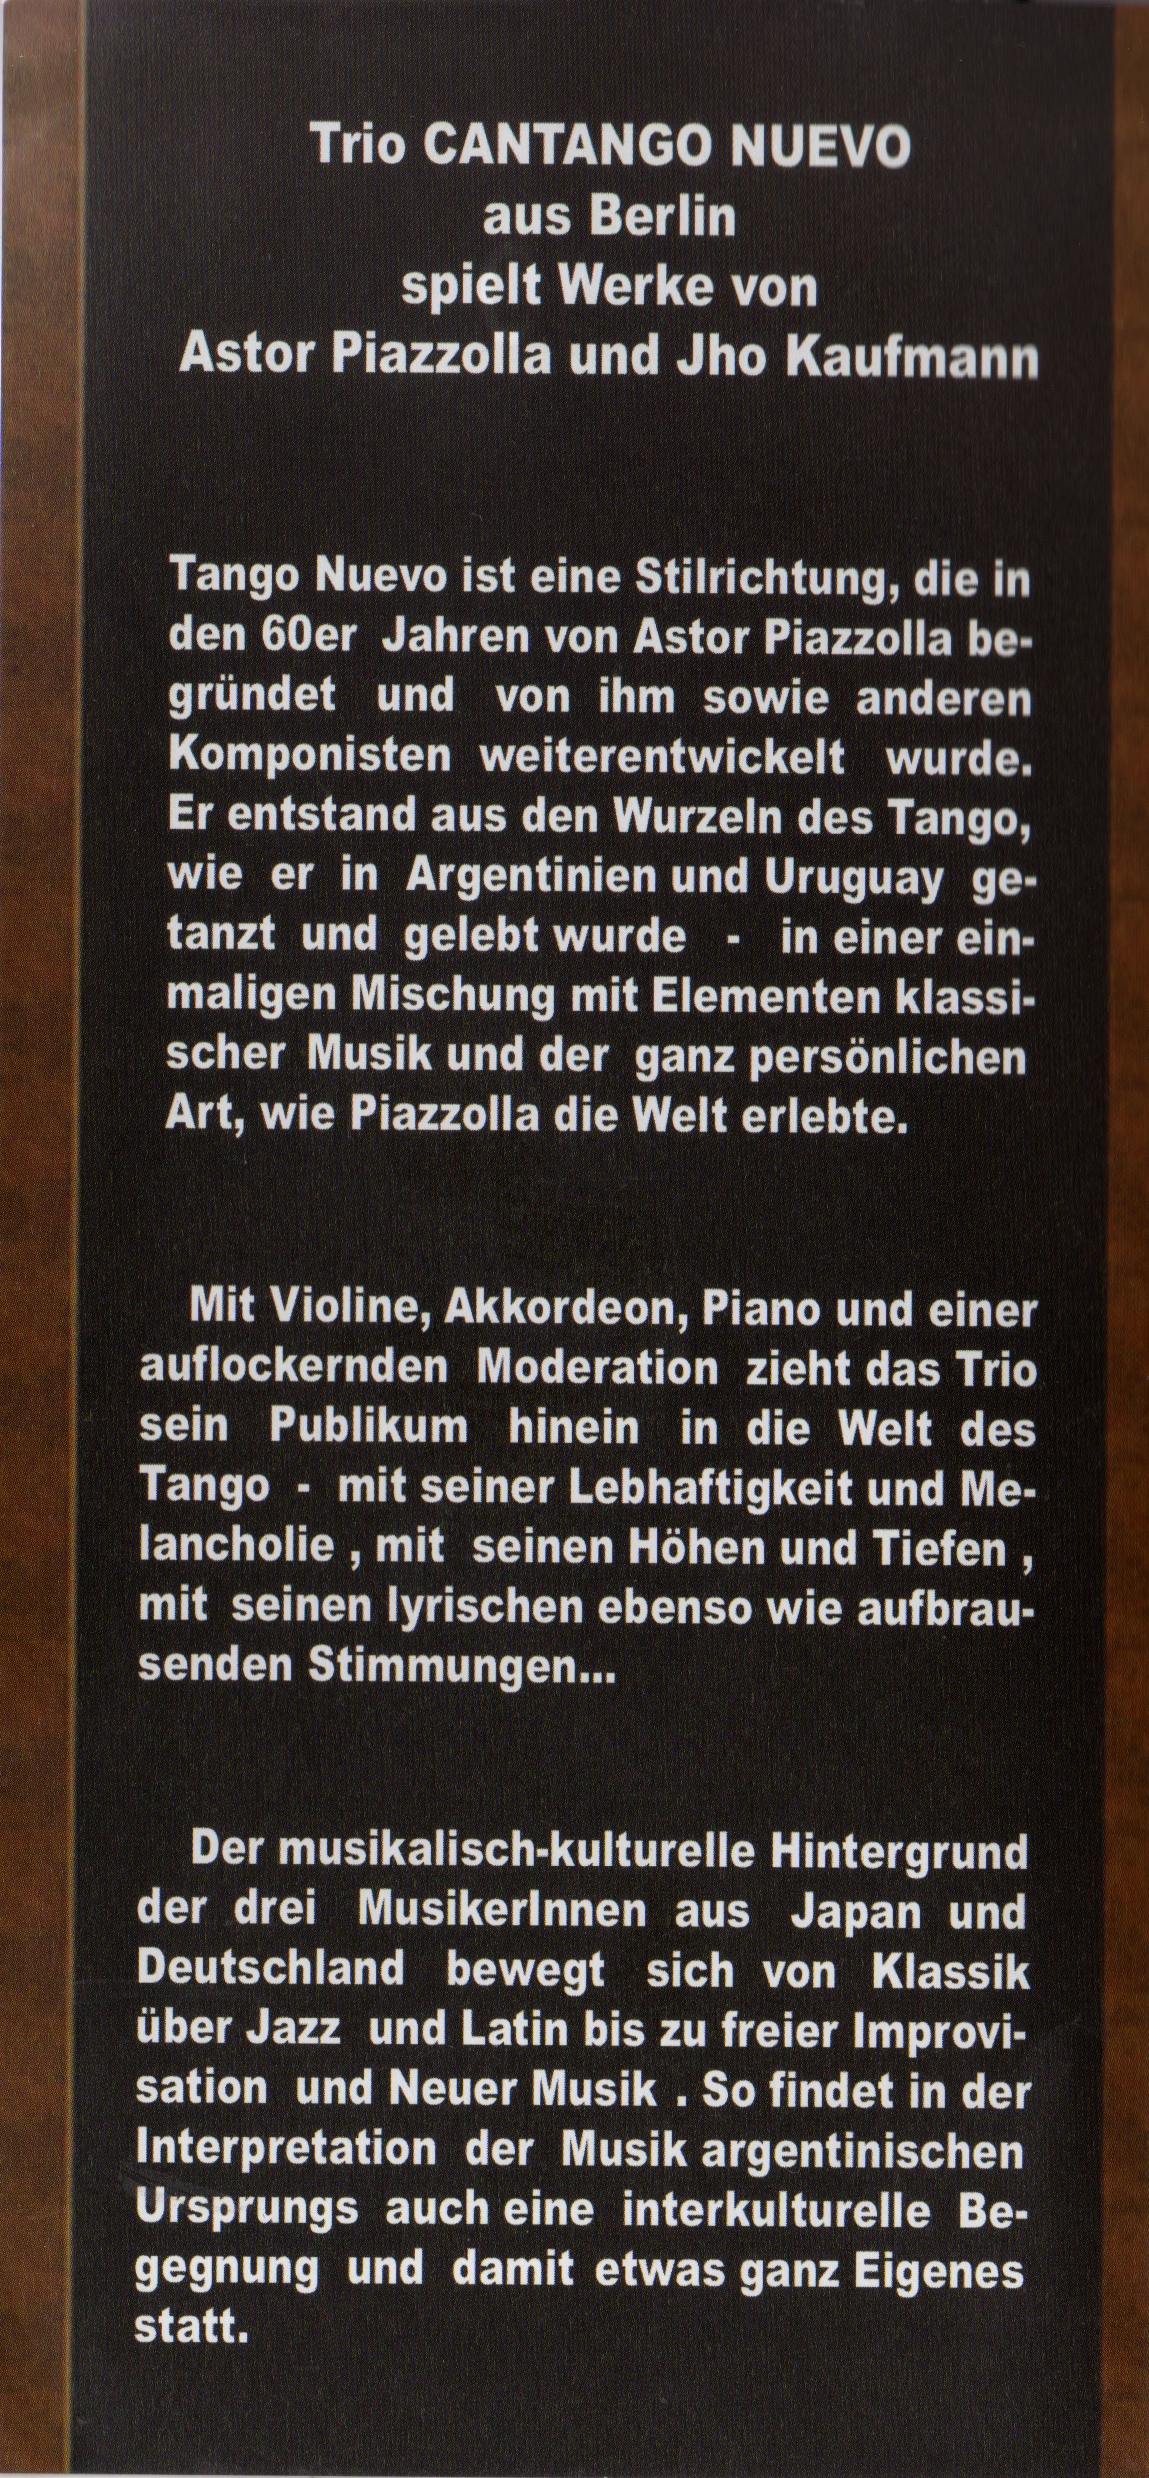 Trio CANTANGO NUEVO
aus Berlin
spielt Werke von
Astor Piazzolla und Jho Kaufmann
Tango Nuevo ist eine Stilrichtung, die in
den 60er Jahren von Astor Piazzolla be-
gründet und von ihm sowie anderen
Komponisten weiterentwickelt wurde.
Er entstand aus den Wurzeln des Tango,
wie er in Argentinien und Uruguay ge-
tanzt und gelebt wurde - in einer ein-
maligen Mischung mit Elementen klassi-
scher Musik und der ganz persönlichen
Art, wie Piazzolla die Welt erlebte.
Mit Violine, Akkordeon, Piano und einer
auflockernden Moderation zieht das Trio
sein Publikum hinein in die Welt des
Tango - mit seiner Lebhaftigkeit und Me-
lancholie , mit seinen Höhen und Tiefen ,
mit seinen lyrischen ebenso wie aufbrau-
senden Stimmungen...
Der musikalisch-kulturelle Hintergrund
der drei MusikerInnen aus Japan und
Deutschland bewegt sich von Klassik
über Jazz und Latin bis zu freier Improvi-
sation und Neuer Musik . So findet in der
Interpretation der Musik argentinischen
Ursprungs auch eine interkulturelle Be-
gegnung und damit etwas ganz Eigenes
statt.